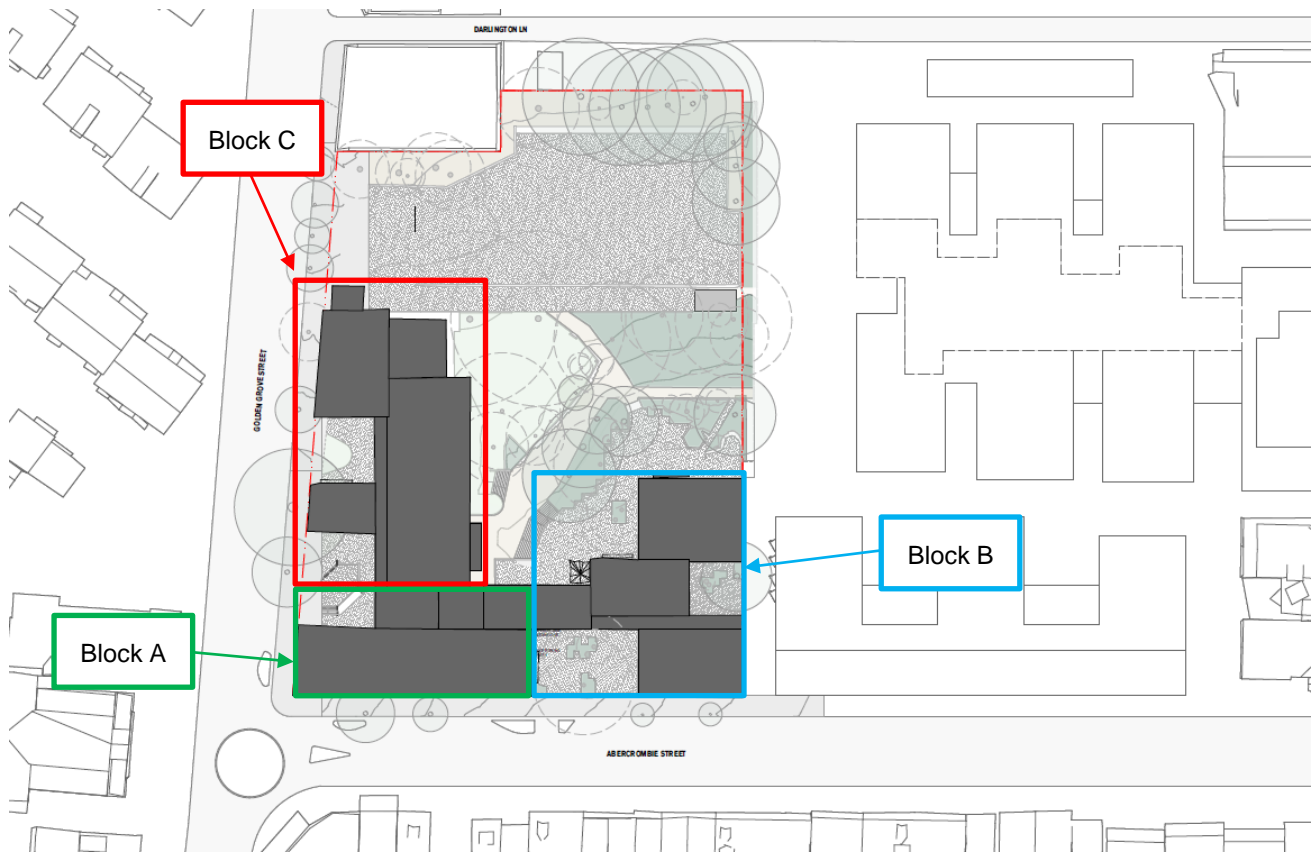 DARLINGTON LN
Block C
GOLDEN GROVE STREET
Block B
Block A
ABERCROMBIE STREET